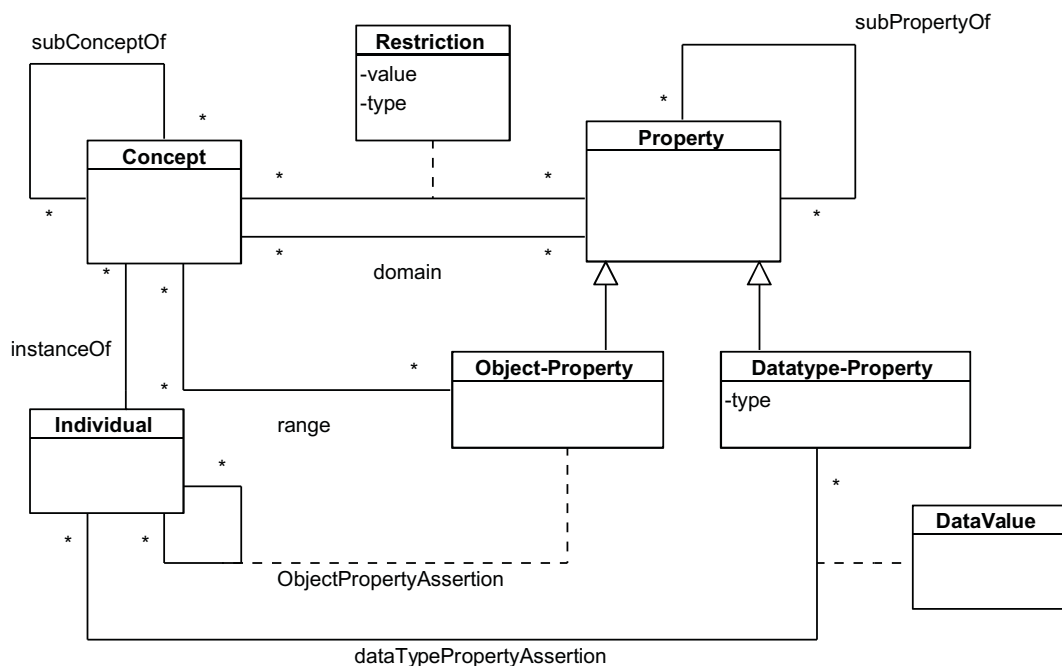 subPropertyOf
subConceptOf
Restriction
-value
-type
*
*
Property
Concept
*
*
*
*
*
*
*
domain
*
*
instanceOf
*
*
Object-Property
Datatype-Property
-type
Individual
range
*
*
*
*
DataValue
ObjectPropertyAssertion
dataTypePropertyAssertion